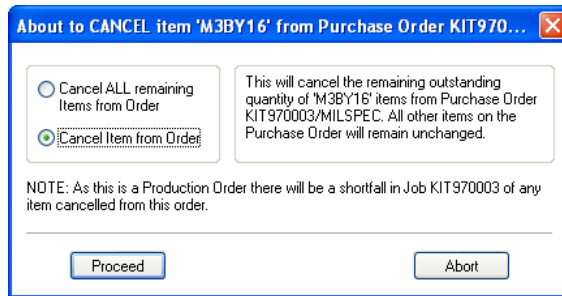 About to CANCEL item 'M3BY16' from Purchase Order KIT970...
Cancel ALL remaining
Items from Order
Cancel Item from Order
This will cancel the remaining outstanding
quantity of 'M3BY16' items from Purchase Order
KIT970003/MILSPEC. All other items on the
Purchase Order will remain unchanged.
NOTE: As this is a Production Order there will be a shortfall in Job KIT970003 of any
item cancelled from this order.
Proceed
Abort